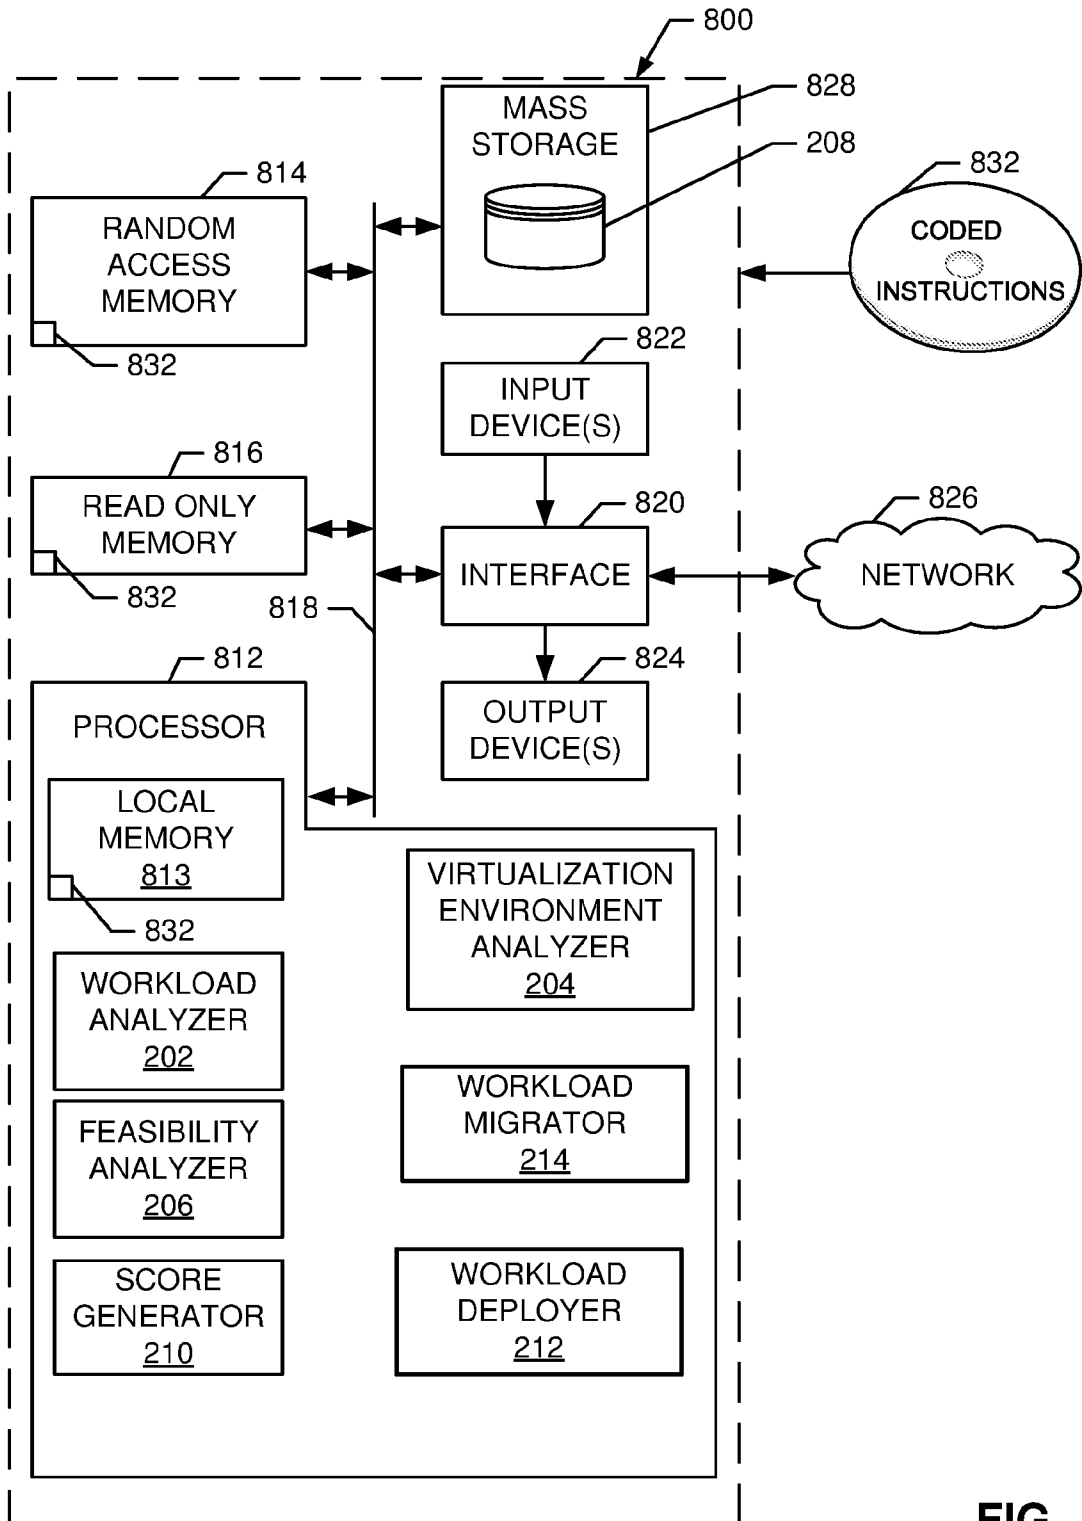 800
MASS
STORAGE
828
208
814
RANDOM
ACCESS
MEMORY
832
832
CODED
INSTRUCTIONS
822
INPUT
DEVICE(S)
816
READ ONLY
MEMORY
832
820
INTERFACE
826
NETWORK
818
812
PROCESSOR
824
OUTPUT
DEVICE(S)
LOCAL
MEMORY
813
832
VIRTUALIZATION
ENVIRONMENT
ANALYZER
204
WORKLOAD
ANALYZER
202
WORKLOAD
MIGRATOR
214
FEASIBILITY
ANALYZER
206
SCORE
GENERATOR
210
WORKLOAD
DEPLOYER
212
FIG.